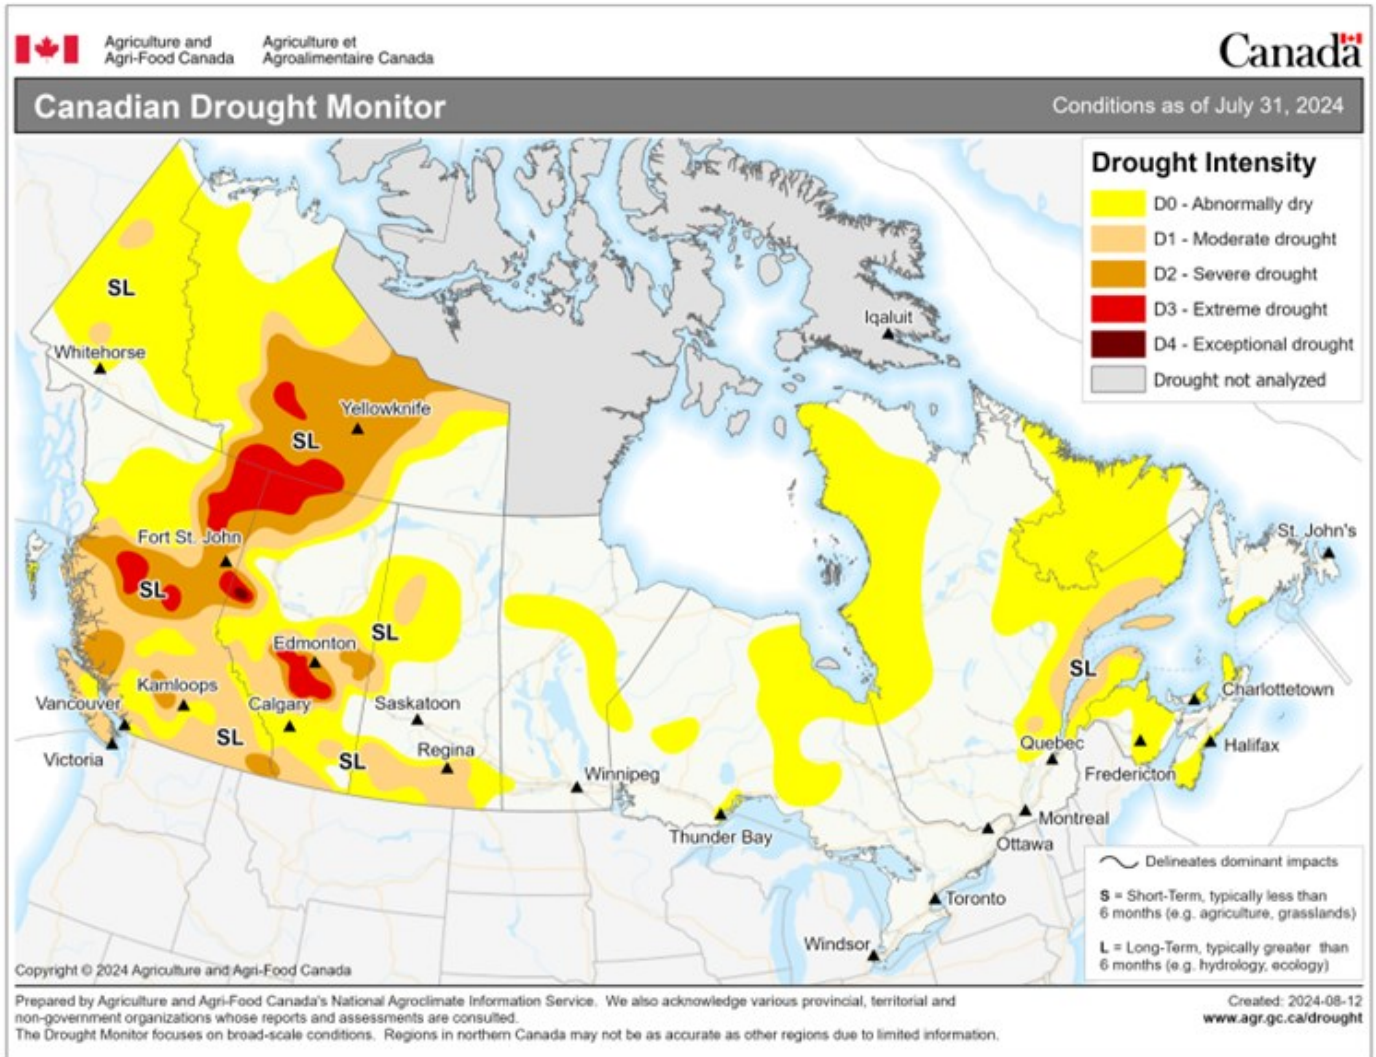 Agriculture and
Agri-Food Canada
Agriculture et
Agroalimentaire Canada
Canada
Canadian Drought Monitor
Conditions as of July 31, 2024
Drought Intensity
D0 - Abnormally dry
D1 - Moderate drought
D2 - Severe drought
D3 - Extreme drought
D4 - Exceptional drought
Drought not analyzed
SL
Iqaluit
Whitehorse
Yellowknife
SL
Fort St. John
St. John's
SL
SL
Edmonton
SL
Kamloops
Charlottetown
Vancouver
Calgary
Saskatoon
SL
Victoria
SL
Regina
Quebec
Halifax
Winnipeg
Fredericton
Thunder Bay
Montreal
Ottawa
Toronto
Windsor
Delineates dominant impacts
S = Short-Term, typically less than
6 months (e.g. agriculture, grasslands)
L = Long-Term, typically greater than
6 months (e.g. hydrology, ecology)
Copyright © 2024 Agriculture and Agri-Food Canada
Prepared by Agriculture and Agri-Food Canada's National Agroclimate Information Service. We also acknowledge various provincial, territorial and
non-government organizations whose reports and assessments are consulted.
The Drought Monitor focuses on broad-scale conditions. Regions in northern Canada may not be as accurate as other regions due to limited information.
Created: 2024-08-12
www.agr.gc.ca/drought